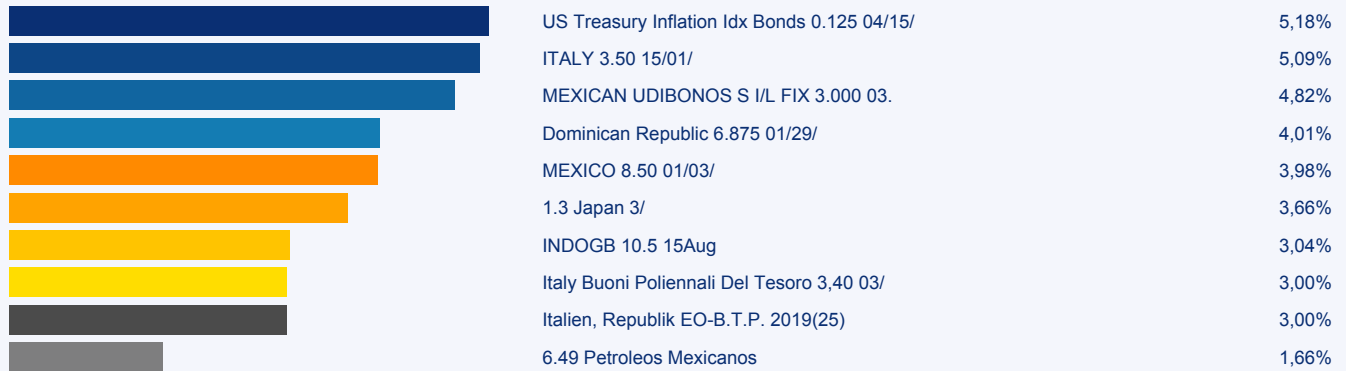 US Treasury Inflation Idx Bonds 0.125 04/15/ 5,18%
ITALY 3.50 15/01/ 5,09%
MEXICAN UDIBONOS S I/L FIX 3.000 03. 4,82%
Dominican Republic 6.875 01/29/ 4,01%
MEXICO 8.50 01/03/ 3,98%
1.3 Japan 3/ 3,66%
INDOGB 10.5 15Aug 3,04%
Italy Buoni Poliennali Del Tesoro 3,40 03/ 3,00%
Italien, Republik EO-B.T.P. 2019(25) 3,00%
6.49 Petroleos Mexicanos 1,66%